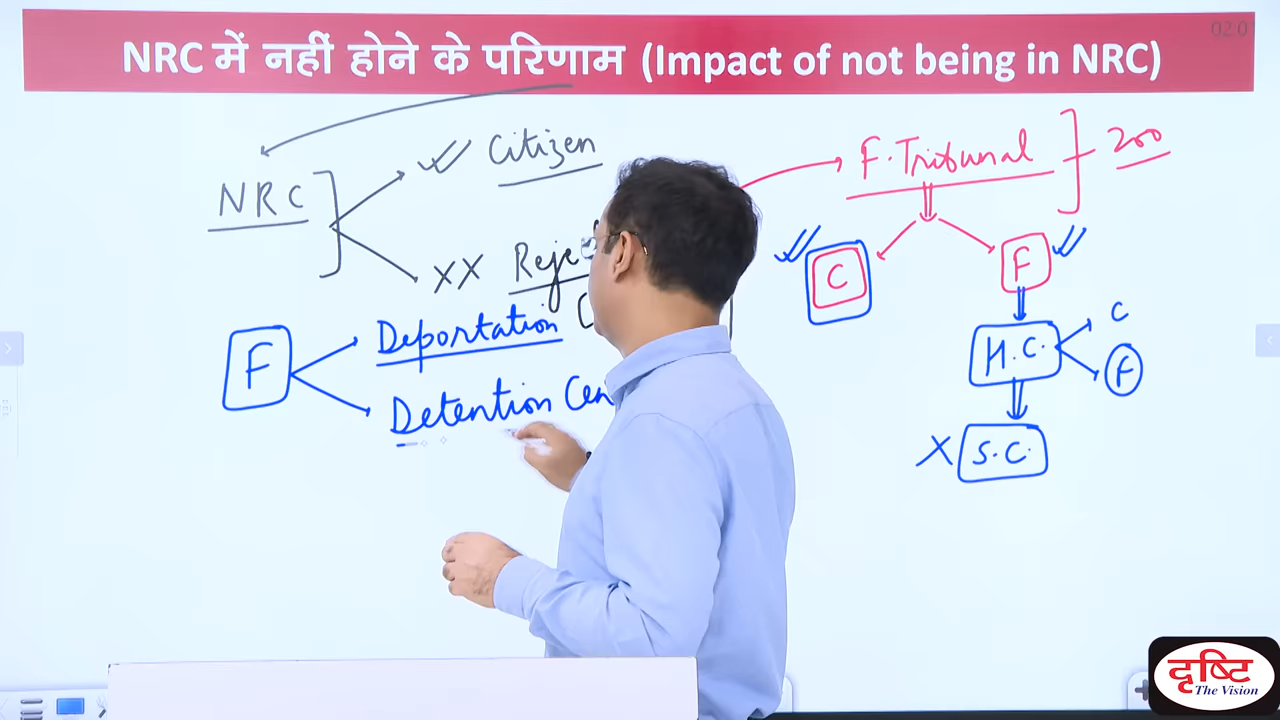 NRC में नहीं होने के परिणाम (Impact of not being in NRC)
NRC
Citizen
XX
F. Tribunal
200
C
F
H.C.
C
F
X S.C.
F
Deportation
Detention
दृष्टि
The Vision